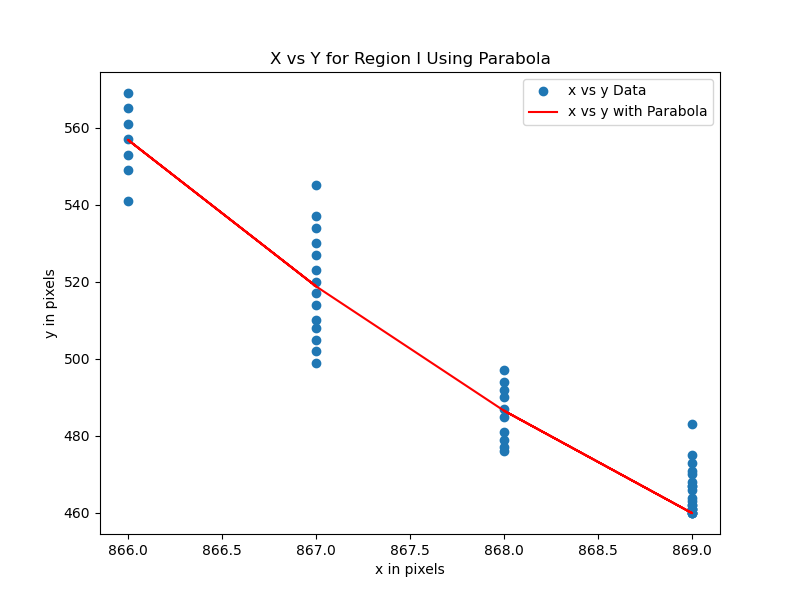 X vs Y for Region I Using Parabola
x vs y Data
x vs y with Parabola
560
540
520
500
480
460
y in pixels
866.0 866.5 867.0 867.5 868.0 868.5 869.0
x in pixels